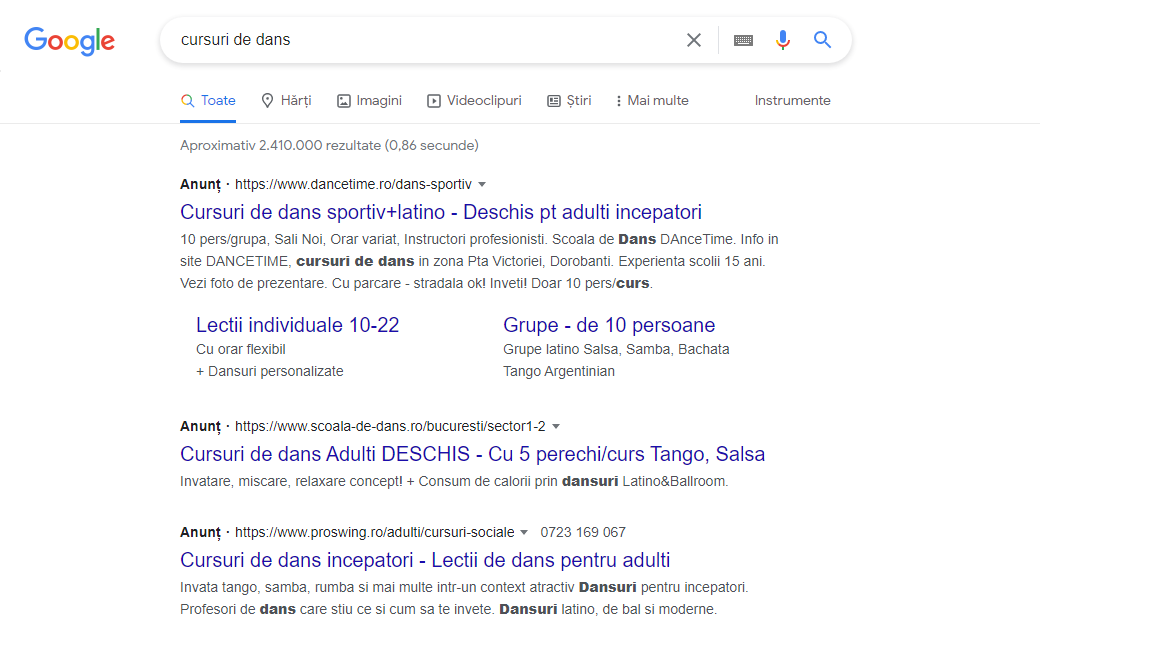 Google
cursuri de dans
Toate Hărți Imagini Videoclipuri Știri Mai multe Instrumente
Aproximativ 2.410.000 rezultate (0,86 secunde)
Anunț · https://www.dancetime.ro/dans-sportiv
Cursuri de dans sportiv+latino - Deschis pt adulti incepatori
10 pers/grupa, Sali Noi, Orar variat, Instructori profesionisti. Scoala de Dans DAnceTime. Info in
site DANCETIME, cursuri de dans in zona Pta Victoriei, Dorobanti. Experienta scolii 15 ani.
Vezi foto de prezentare. Cu parcare - stradala ok! Inveti! Doar 10 pers/curs.
Lectii individuale 10-22
Cu orar flexibil
+ Dansuri personalizate
Grupe - de 10 persoane
Grupe latino Salsa, Samba, Bachata
Tango Argentinian
Anunț · https://www.scoala-de-dans.ro/bucuresti/sector1-2
Cursuri de dans Adulti DESCHIS - Cu 5 perechi/curs Tango, Salsa
Invatare, miscare, relaxare concept! + Consum de calorii prin dansuri Latino&Ballroom.
Anunț · https://www.proswing.ro/adulti/cursuri-sociale 0723 169 067
Cursuri de dans incepatori - Lectii de dans pentru adulti
Invata tango, samba, rumba si mai multe intr-un context atractiv Dansuri pentru incepatori.
Profesori de dans care stiu ce si cum sa te invete. Dansuri latino, de bal si moderne.